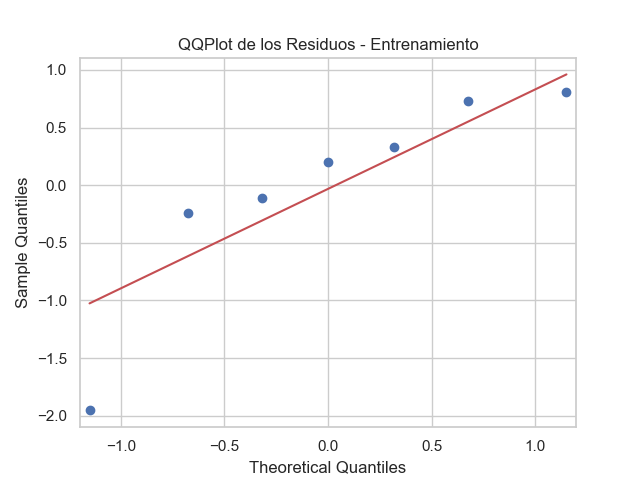 QQPlot de los Residuos - Entrenamiento
1.0
0.5
0.0
−0.5
−1.0
−1.5
−2.0
Sample Quantiles
−1.0 −0.5 0.0 0.5 1.0
Theoretical Quantiles